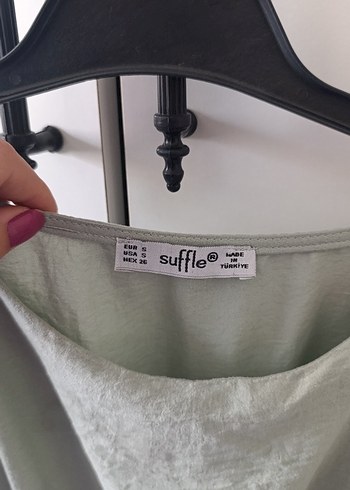 EUR S
USA S
MEX 26
suffle®
MADE
IN
TÜRKİYE